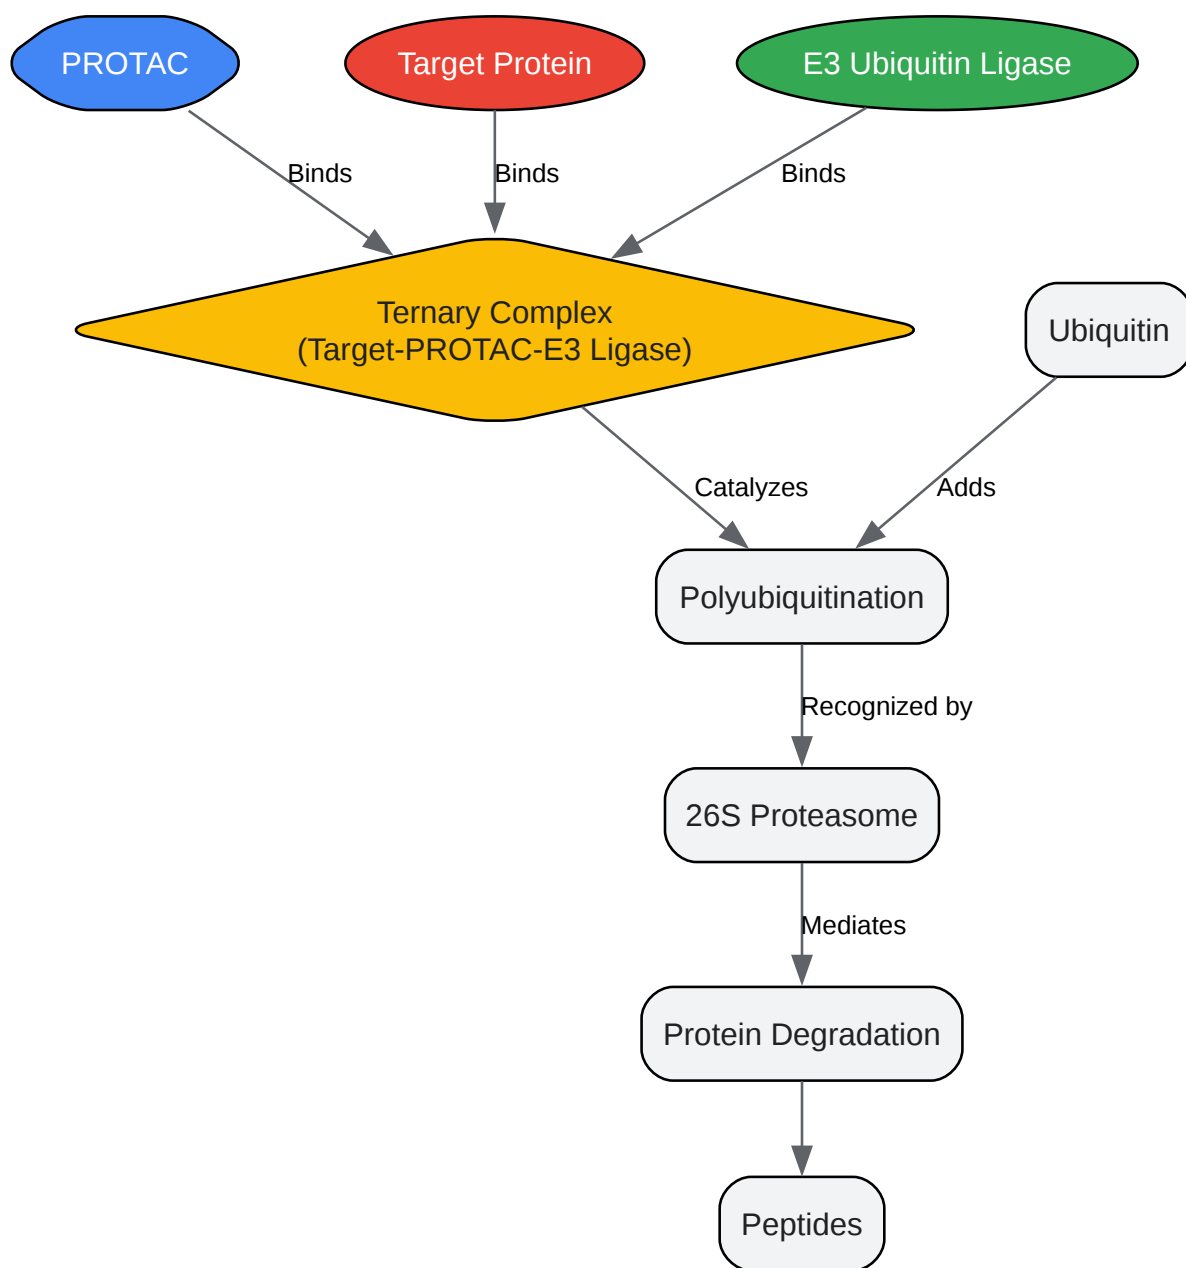 PROTAC
Target Protein
E3 Ubiquitin Ligase
Binds
Binds
Binds
Ternary Complex
(Target-PROTAC-E3 Ligase)
Ubiquitin
Catalyzes
Adds
Polyubiquitination
Recognized by
26S Proteasome
Mediates
Protein Degradation
Peptides